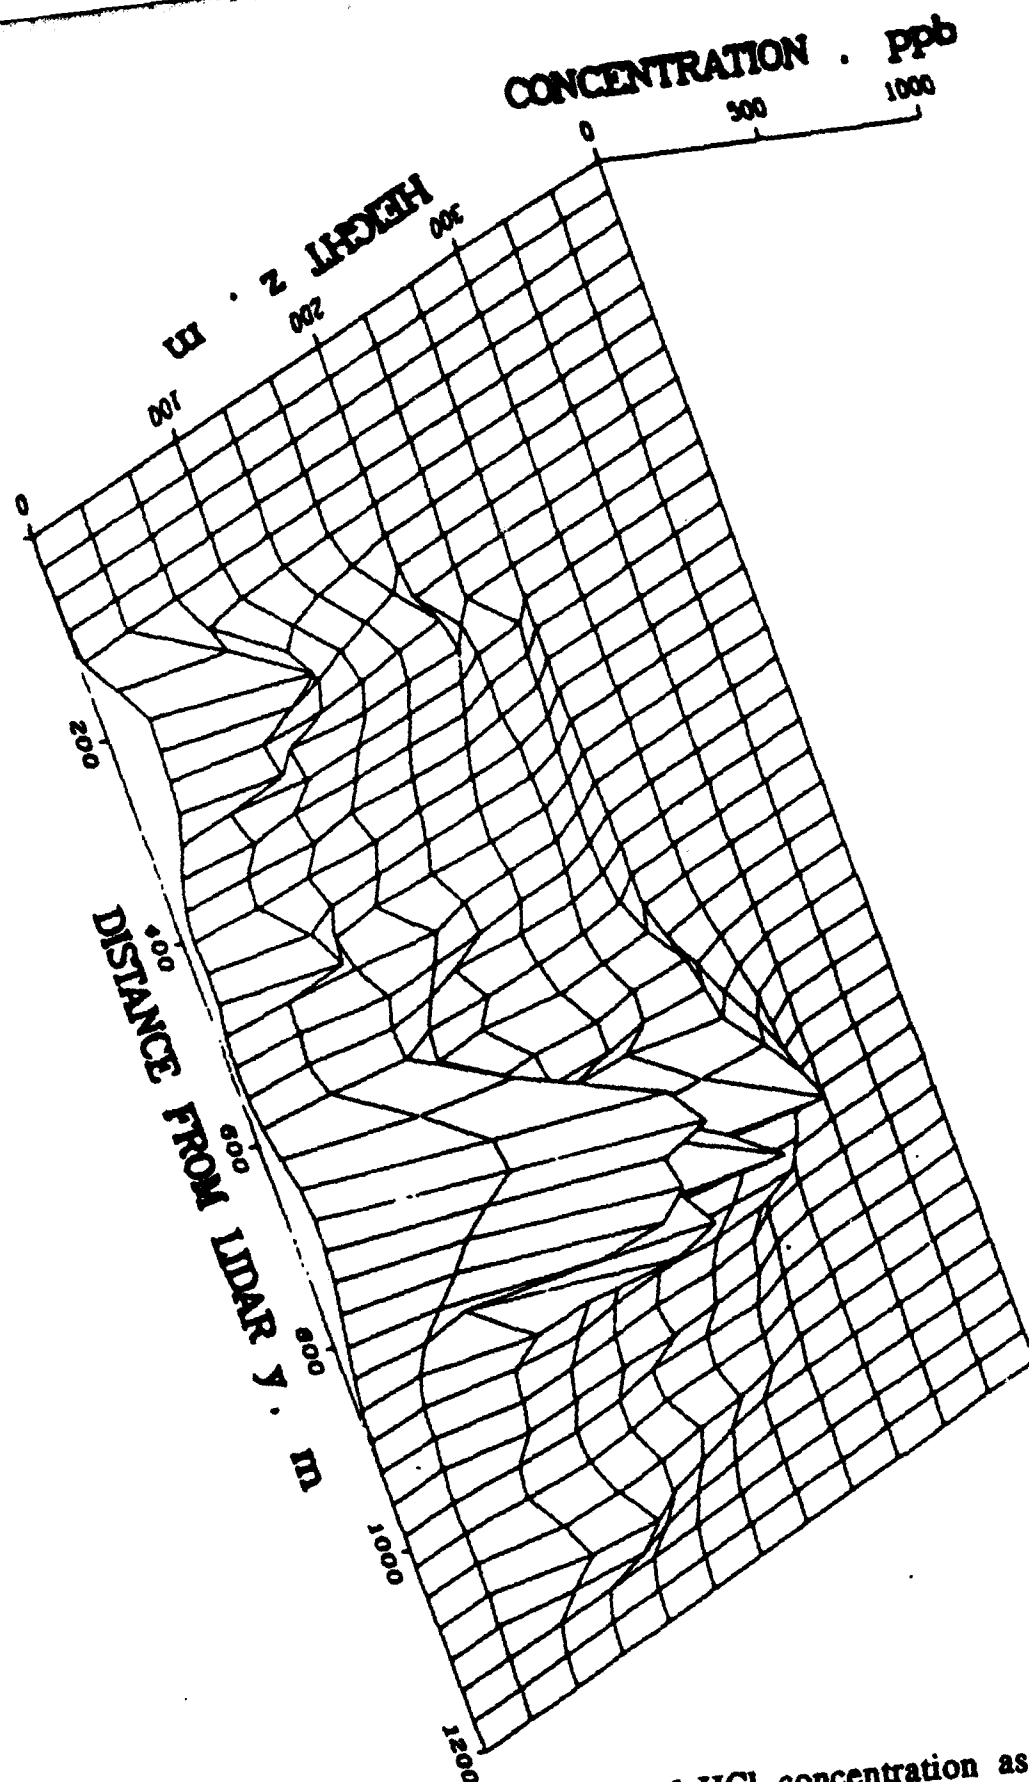 CONCENTRATION . ppb
0 500 1000
HEIGHT z . m
0 100 200 300
DISTANCE FROM LIDAR y . m
200 400 600 800 1000 1200
HCl concentration as